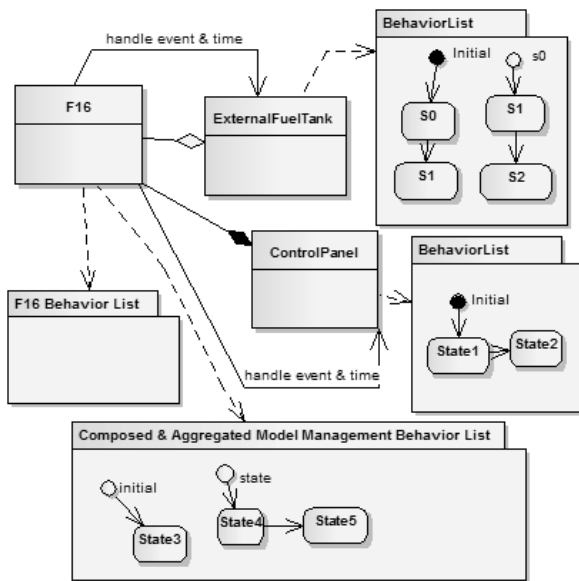 BehaviorList
handle event & time
Initial
s0
F16
ExternalFuelTank
S0
S1
S1
S2
ControlPanel
BehaviorList
F16 Behavior List
Initial
State1
State2
handle event & time
Composed & Aggregated Model Management Behavior List
initial
state
State3
State4
State5